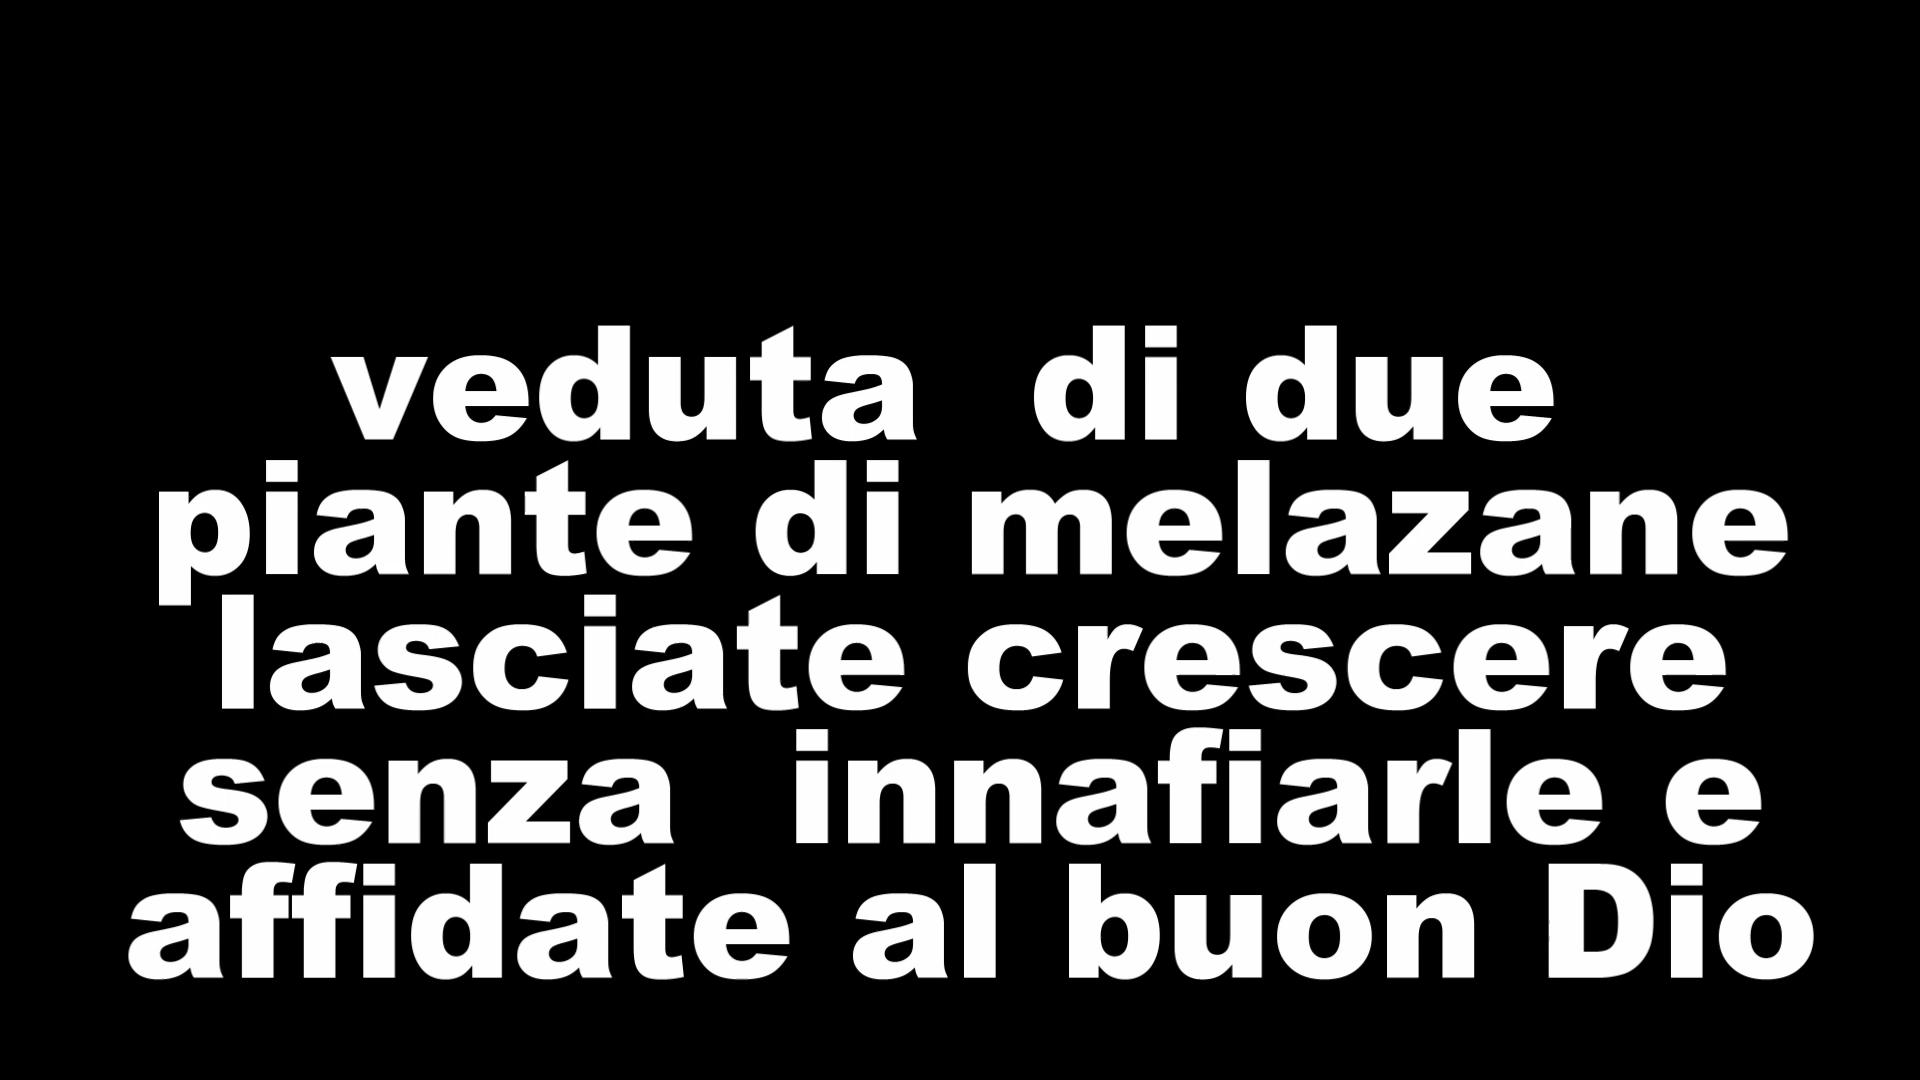 veduta  di due
piante di melazane
lasciate crescere
senza  innafiarle e
affidate al buon Dio